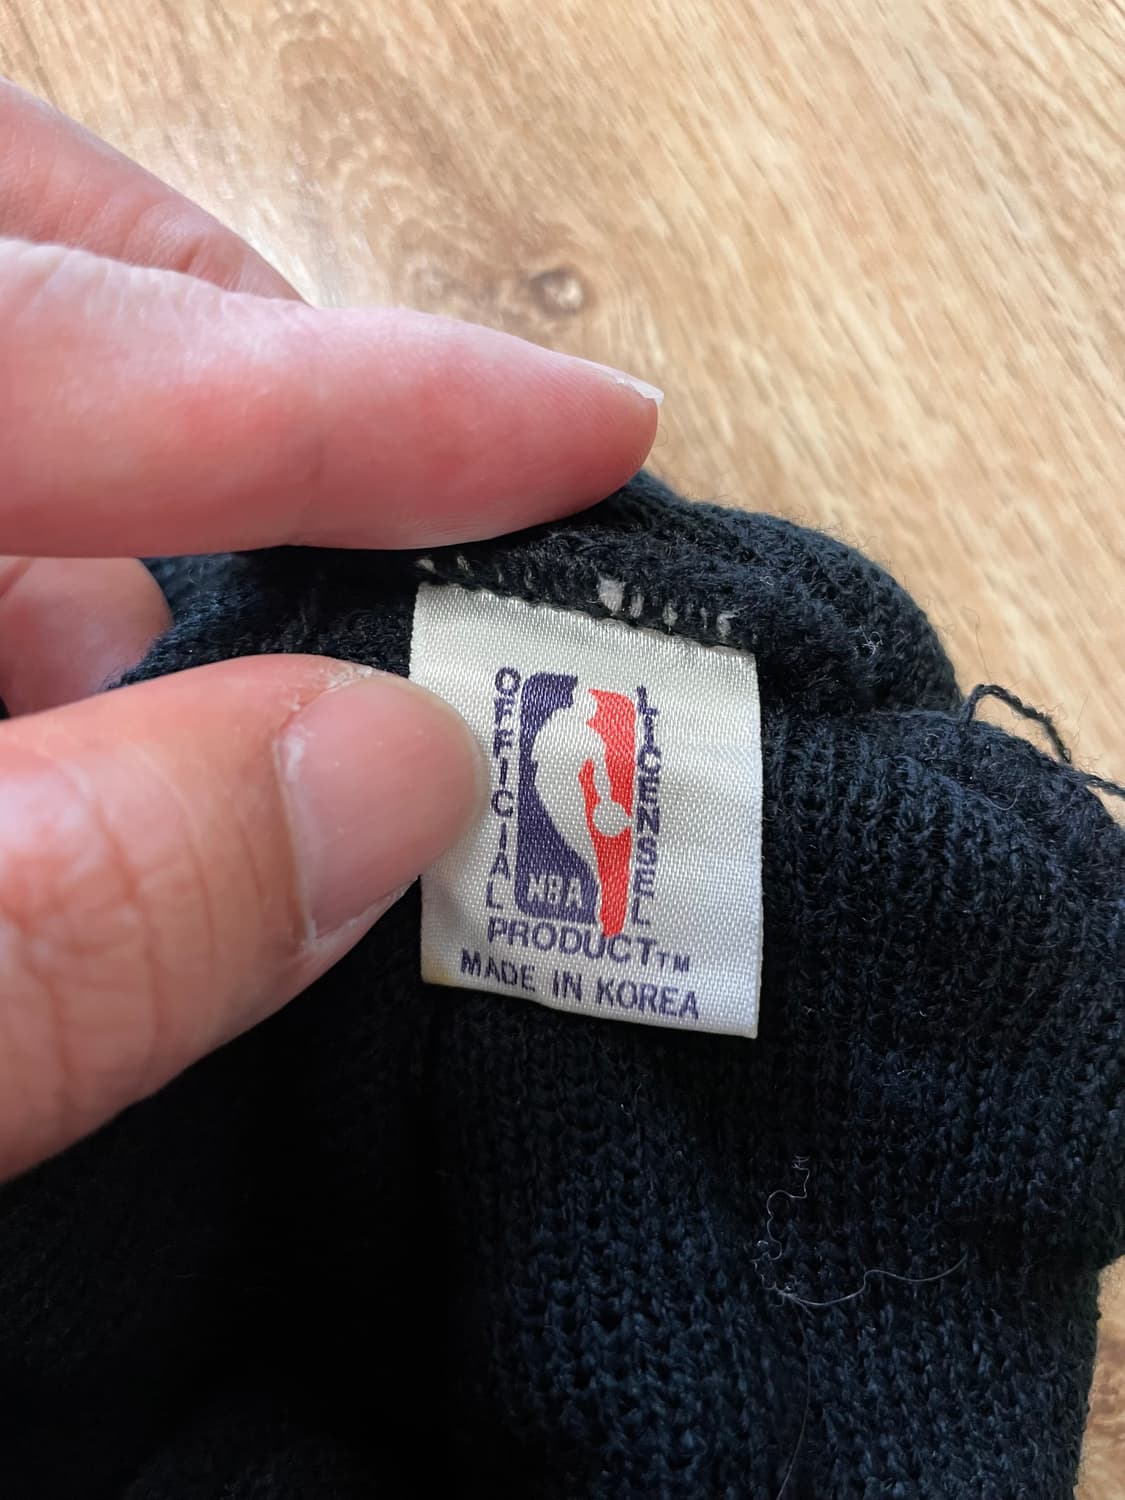 OFFICIAL
LICENSED
NBA
PRODUCT™
MADE IN KOREA